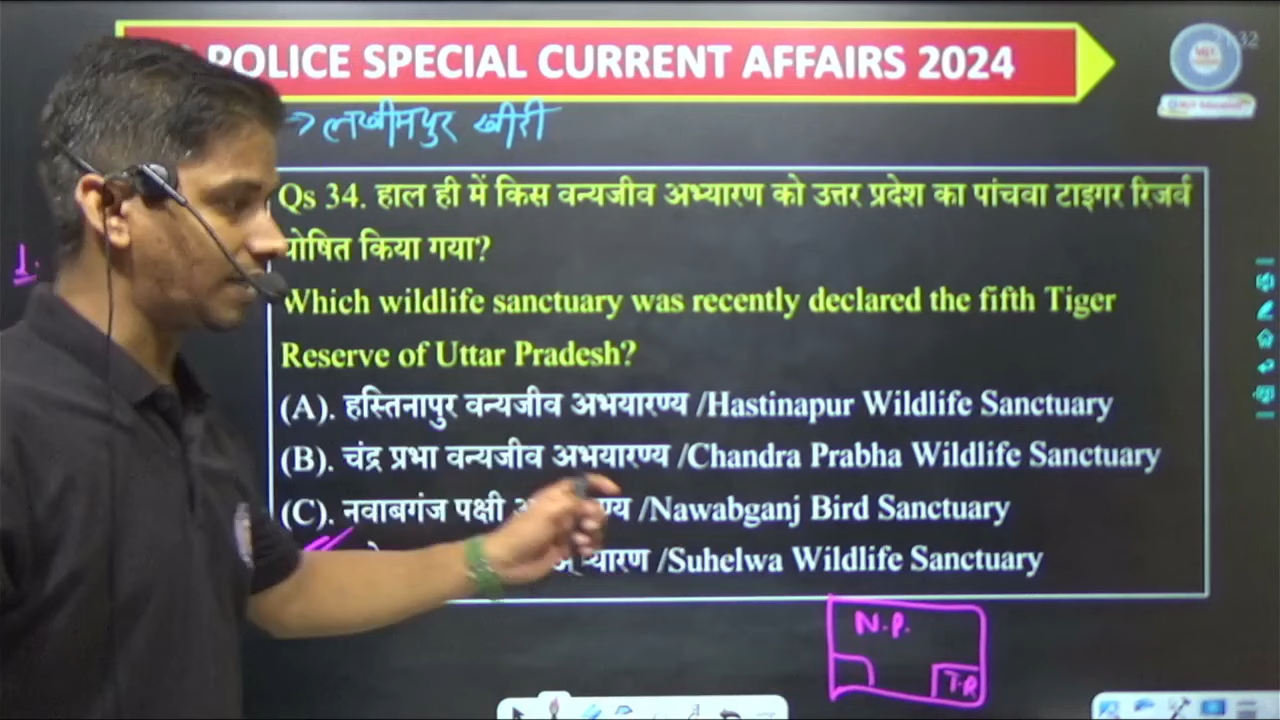 POLICE SPECIAL CURRENT AFFAIRS 2024
:32
→ लखीमपुर खीरी
Qs 34. हाल ही में किस वन्यजीव अभ्यारण को उत्तर प्रदेश का पांचवा टाइगर रिजर्व
घोषित किया गया?
1.
Which wildlife sanctuary was recently declared the fifth Tiger
Reserve of Uttar Pradesh?
(A). हस्तिनापुर वन्यजीव अभयारण्य /Hastinapur Wildlife Sanctuary
(B). चंद्र प्रभा वन्यजीव अभयारण्य /Chandra Prabha Wildlife Sanctuary
(C). नवाबगंज पक्षी /Nawabganj Bird Sanctuary
/Suhelwa Wildlife Sanctuary
N.P.
T.R